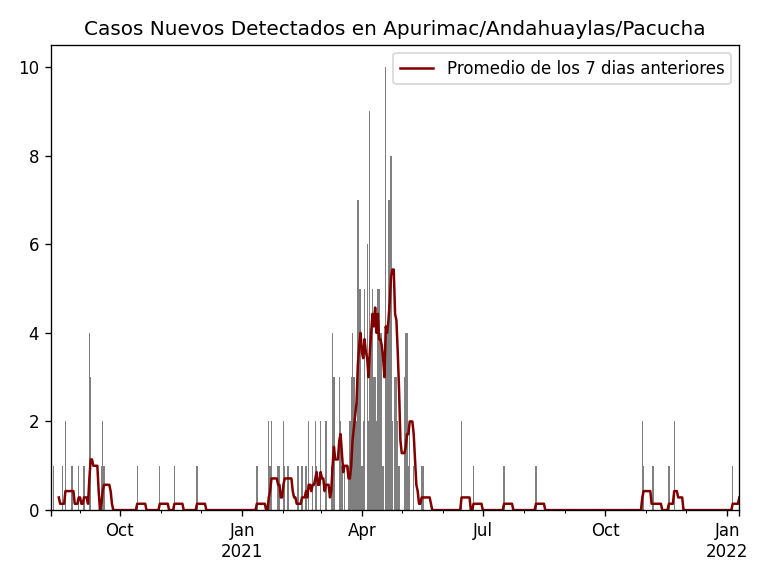 Casos Nuevos Detectados en Apurimac/Andahuaylas/Pacucha
Promedio de los 7 dias anteriores
10
8
6
4
2
0
Oct Jan Apr Jul Oct Jan
2021 2022